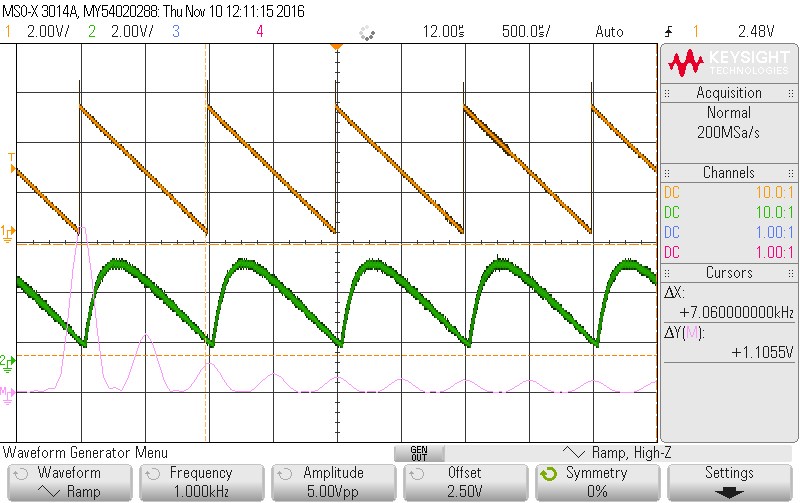 MSO-X 3014A, MY54020288: Thu Nov 10 12:11:15 2016
1 2.00V/ 2 2.00V/ 3 4 12.00s 500.0s/ Auto 1 2.48V
KEYSIGHT
TECHNOLOGIES
Acquisition
Normal
200MSa/s
Channels
DC 10.0:1
DC 10.0:1
DC 1.00:1
DC 1.00:1
Cursors
ΔX:
+7.060000000kHz
ΔY(M):
+1.1055V
T
1
2
M
Waveform Generator Menu
GEN OUT
Ramp, High-Z
Waveform
Ramp
Frequency
1.000kHz
Amplitude
5.00Vpp
Offset
2.50V
Symmetry
0%
Settings